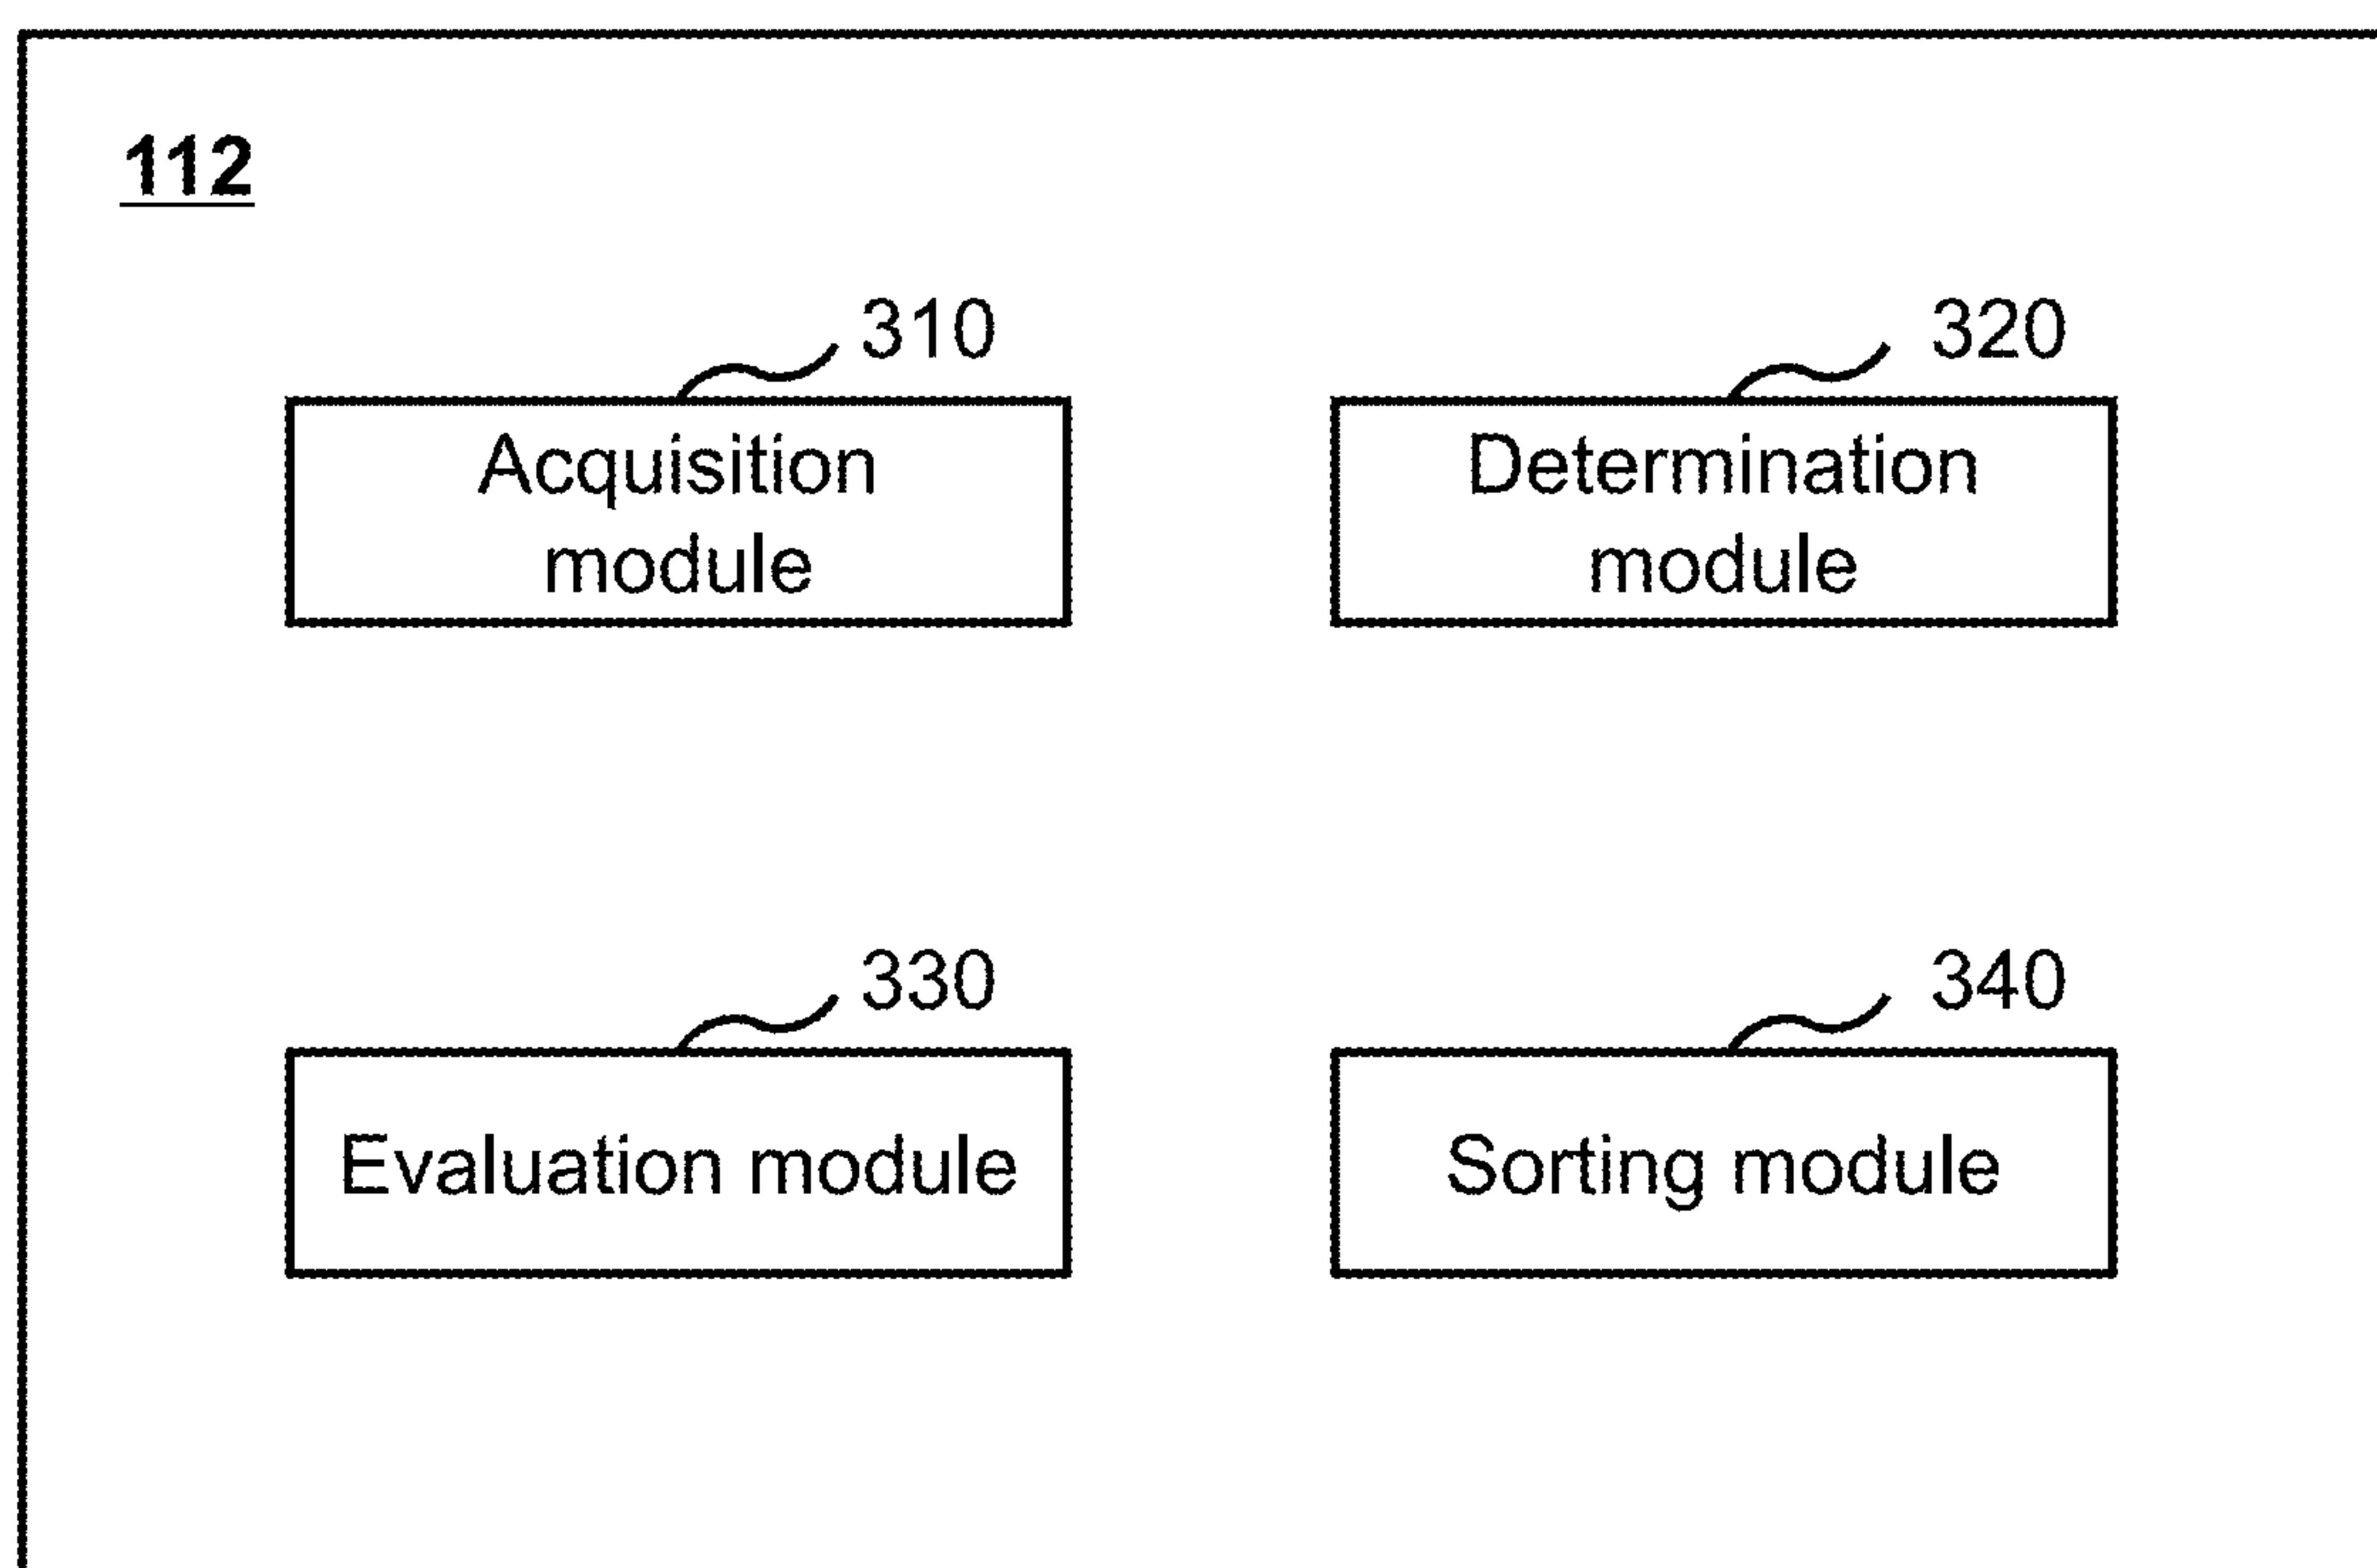 112
310
320
Acquisition
module
Determination
module
330
340
Evaluation module
Sorting module